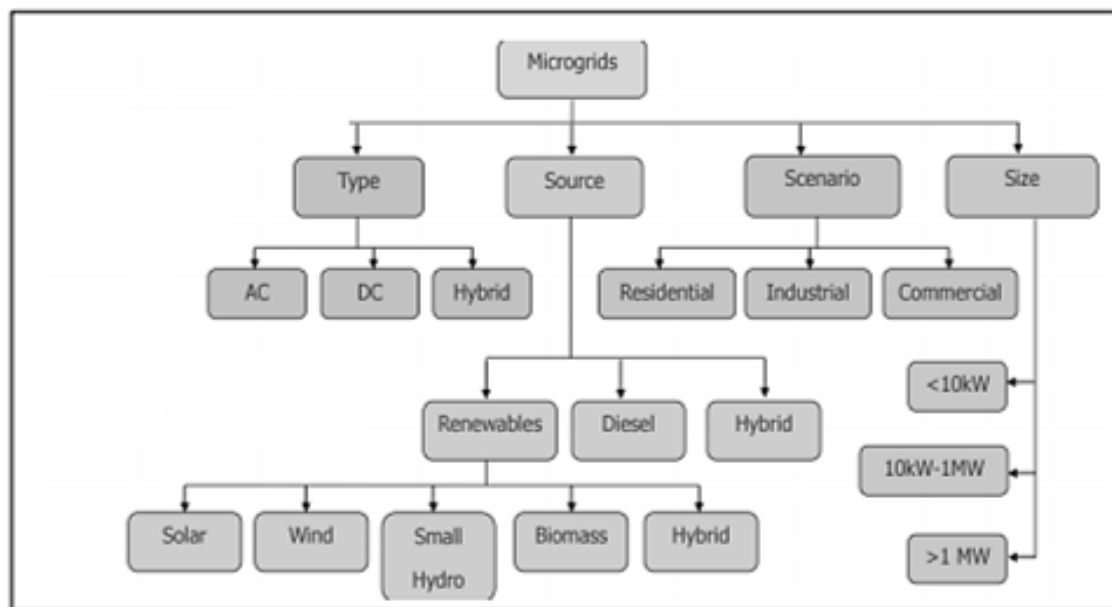 Microgrids
Type
Source
Scenario
Size
AC
DC
Hybrid
Residential
Industrial
Commercial
<10kW
Renewables
Diesel
Hybrid
10kW-1MW
Solar
Wind
Small
Hydro
Biomass
Hybrid
>1 MW